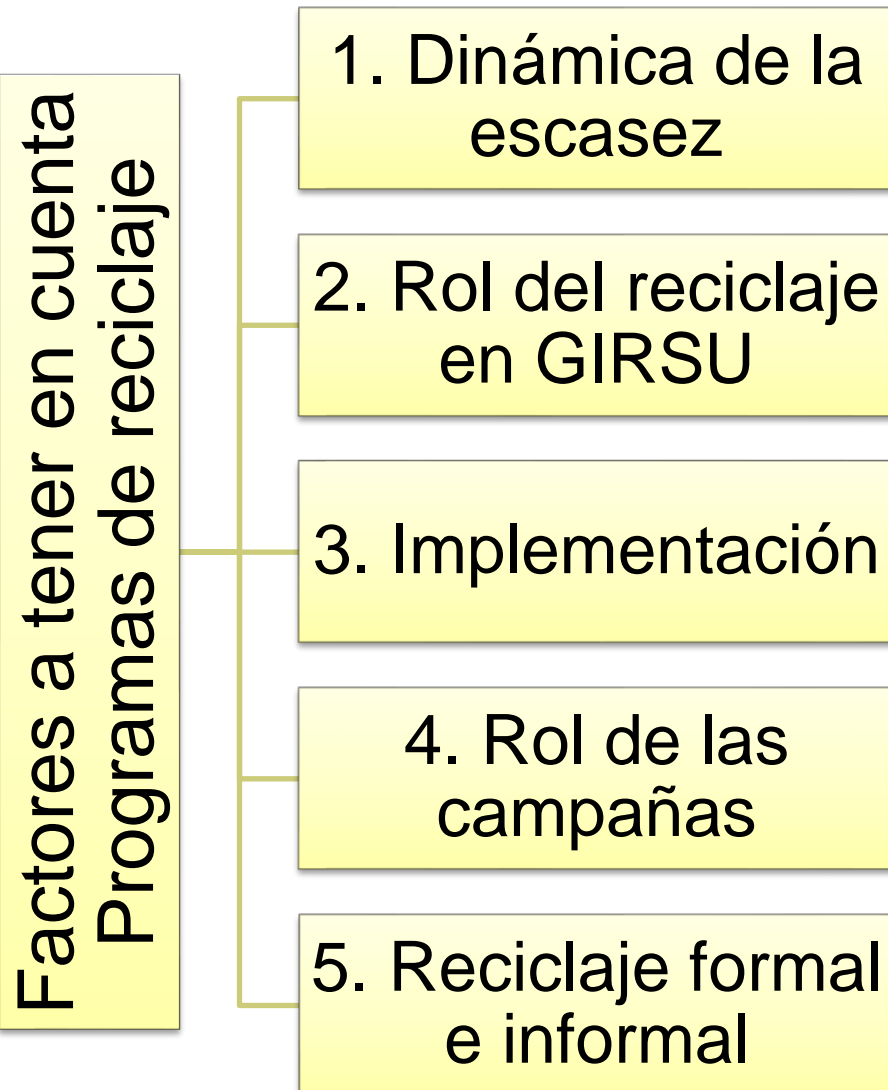 Factores a tener en cuenta
Programas de reciclaje
1. Dinámica de la
escasez
2. Rol del reciclaje
en GIRSU
3. Implementación
4. Rol de las
campañas
5. Reciclaje formal
e informal